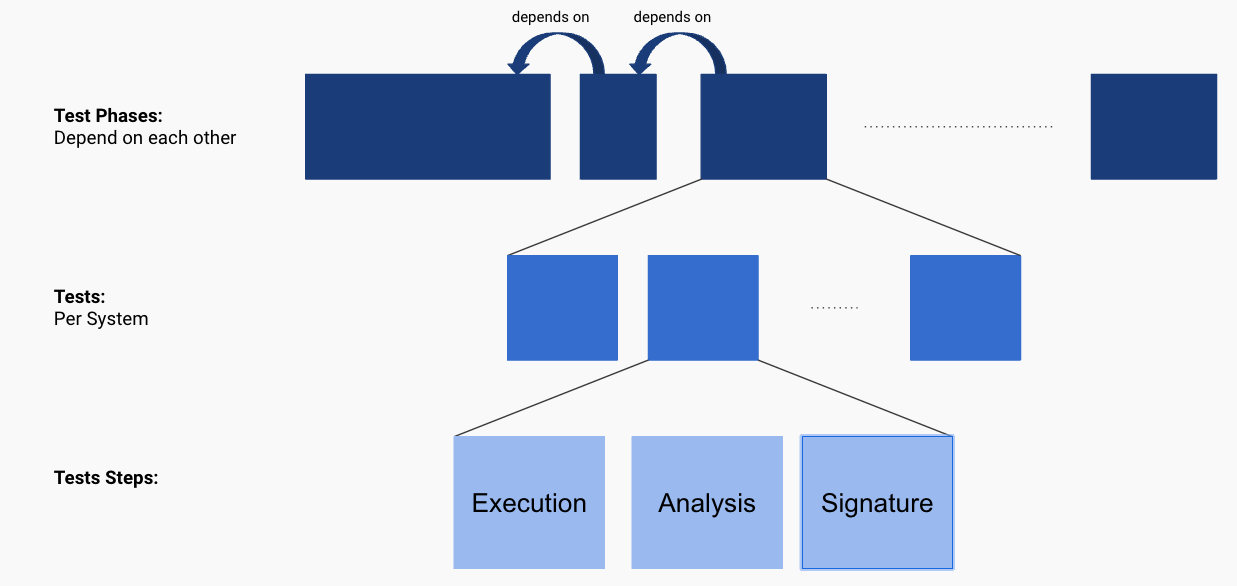 depends on
depends on
Test Phases:
Depend on each other
Tests:
Per System
Tests Steps:
Execution
Analysis
Signature